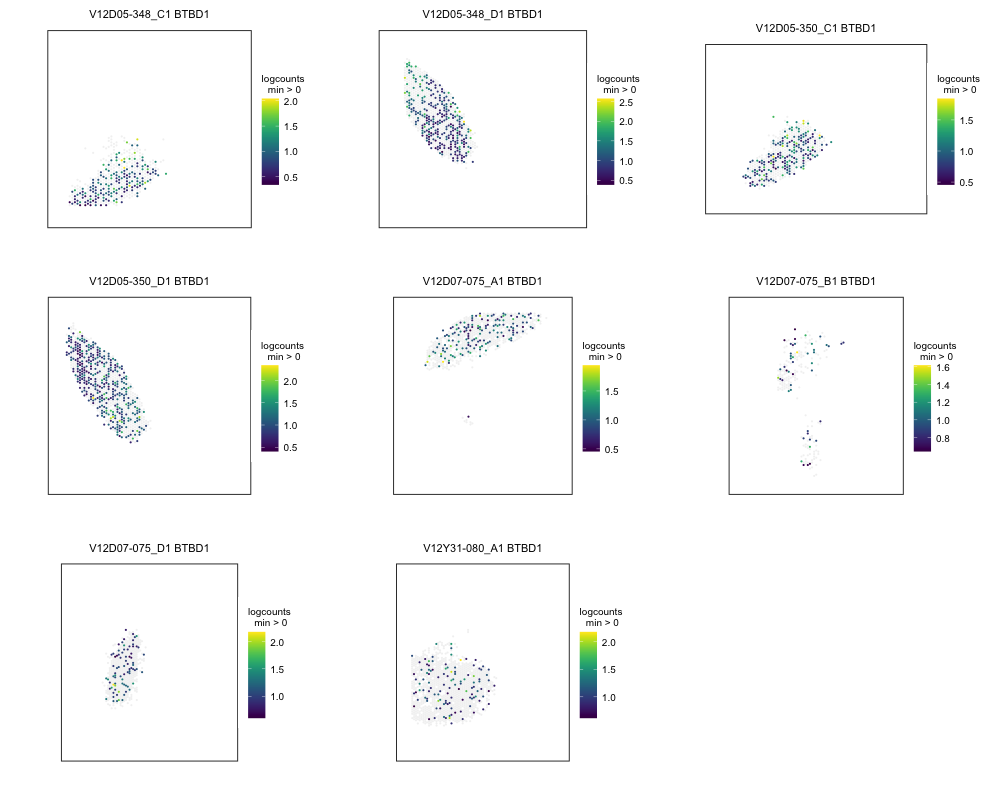 V12D05-348_C1 BTBD1
logcounts
min > 0
2.0
1.5
1.0
0.5
V12D05-348_D1 BTBD1
logcounts
min > 0
2.5
2.0
1.5
1.0
0.5
V12D05-350_C1 BTBD1
logcounts
min > 0
1.5
1.0
0.5
V12D05-350_D1 BTBD1
logcounts
min > 0
2.0
1.5
1.0
0.5
V12D07-075_A1 BTBD1
logcounts
min > 0
1.5
1.0
0.5
V12D07-075_B1 BTBD1
logcounts
min > 0
1.6
1.4
1.2
1.0
0.8
V12D07-075_D1 BTBD1
logcounts
min > 0
2.0
1.5
1.0
V12Y31-080_A1 BTBD1
logcounts
min > 0
2.0
1.5
1.0